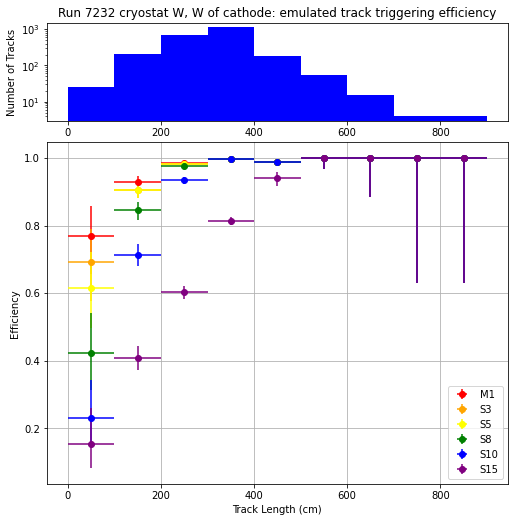 Run 7232 cryostat W, W of cathode: emulated track triggering efficiency
Number of Tracks
10³
10²
10¹
0 200 400 600 800
Efficiency
1.0
0.8
0.6
0.4
0.2
M1
S3
S5
S8
S10
S15
0 200 400 600 800
Track Length (cm)